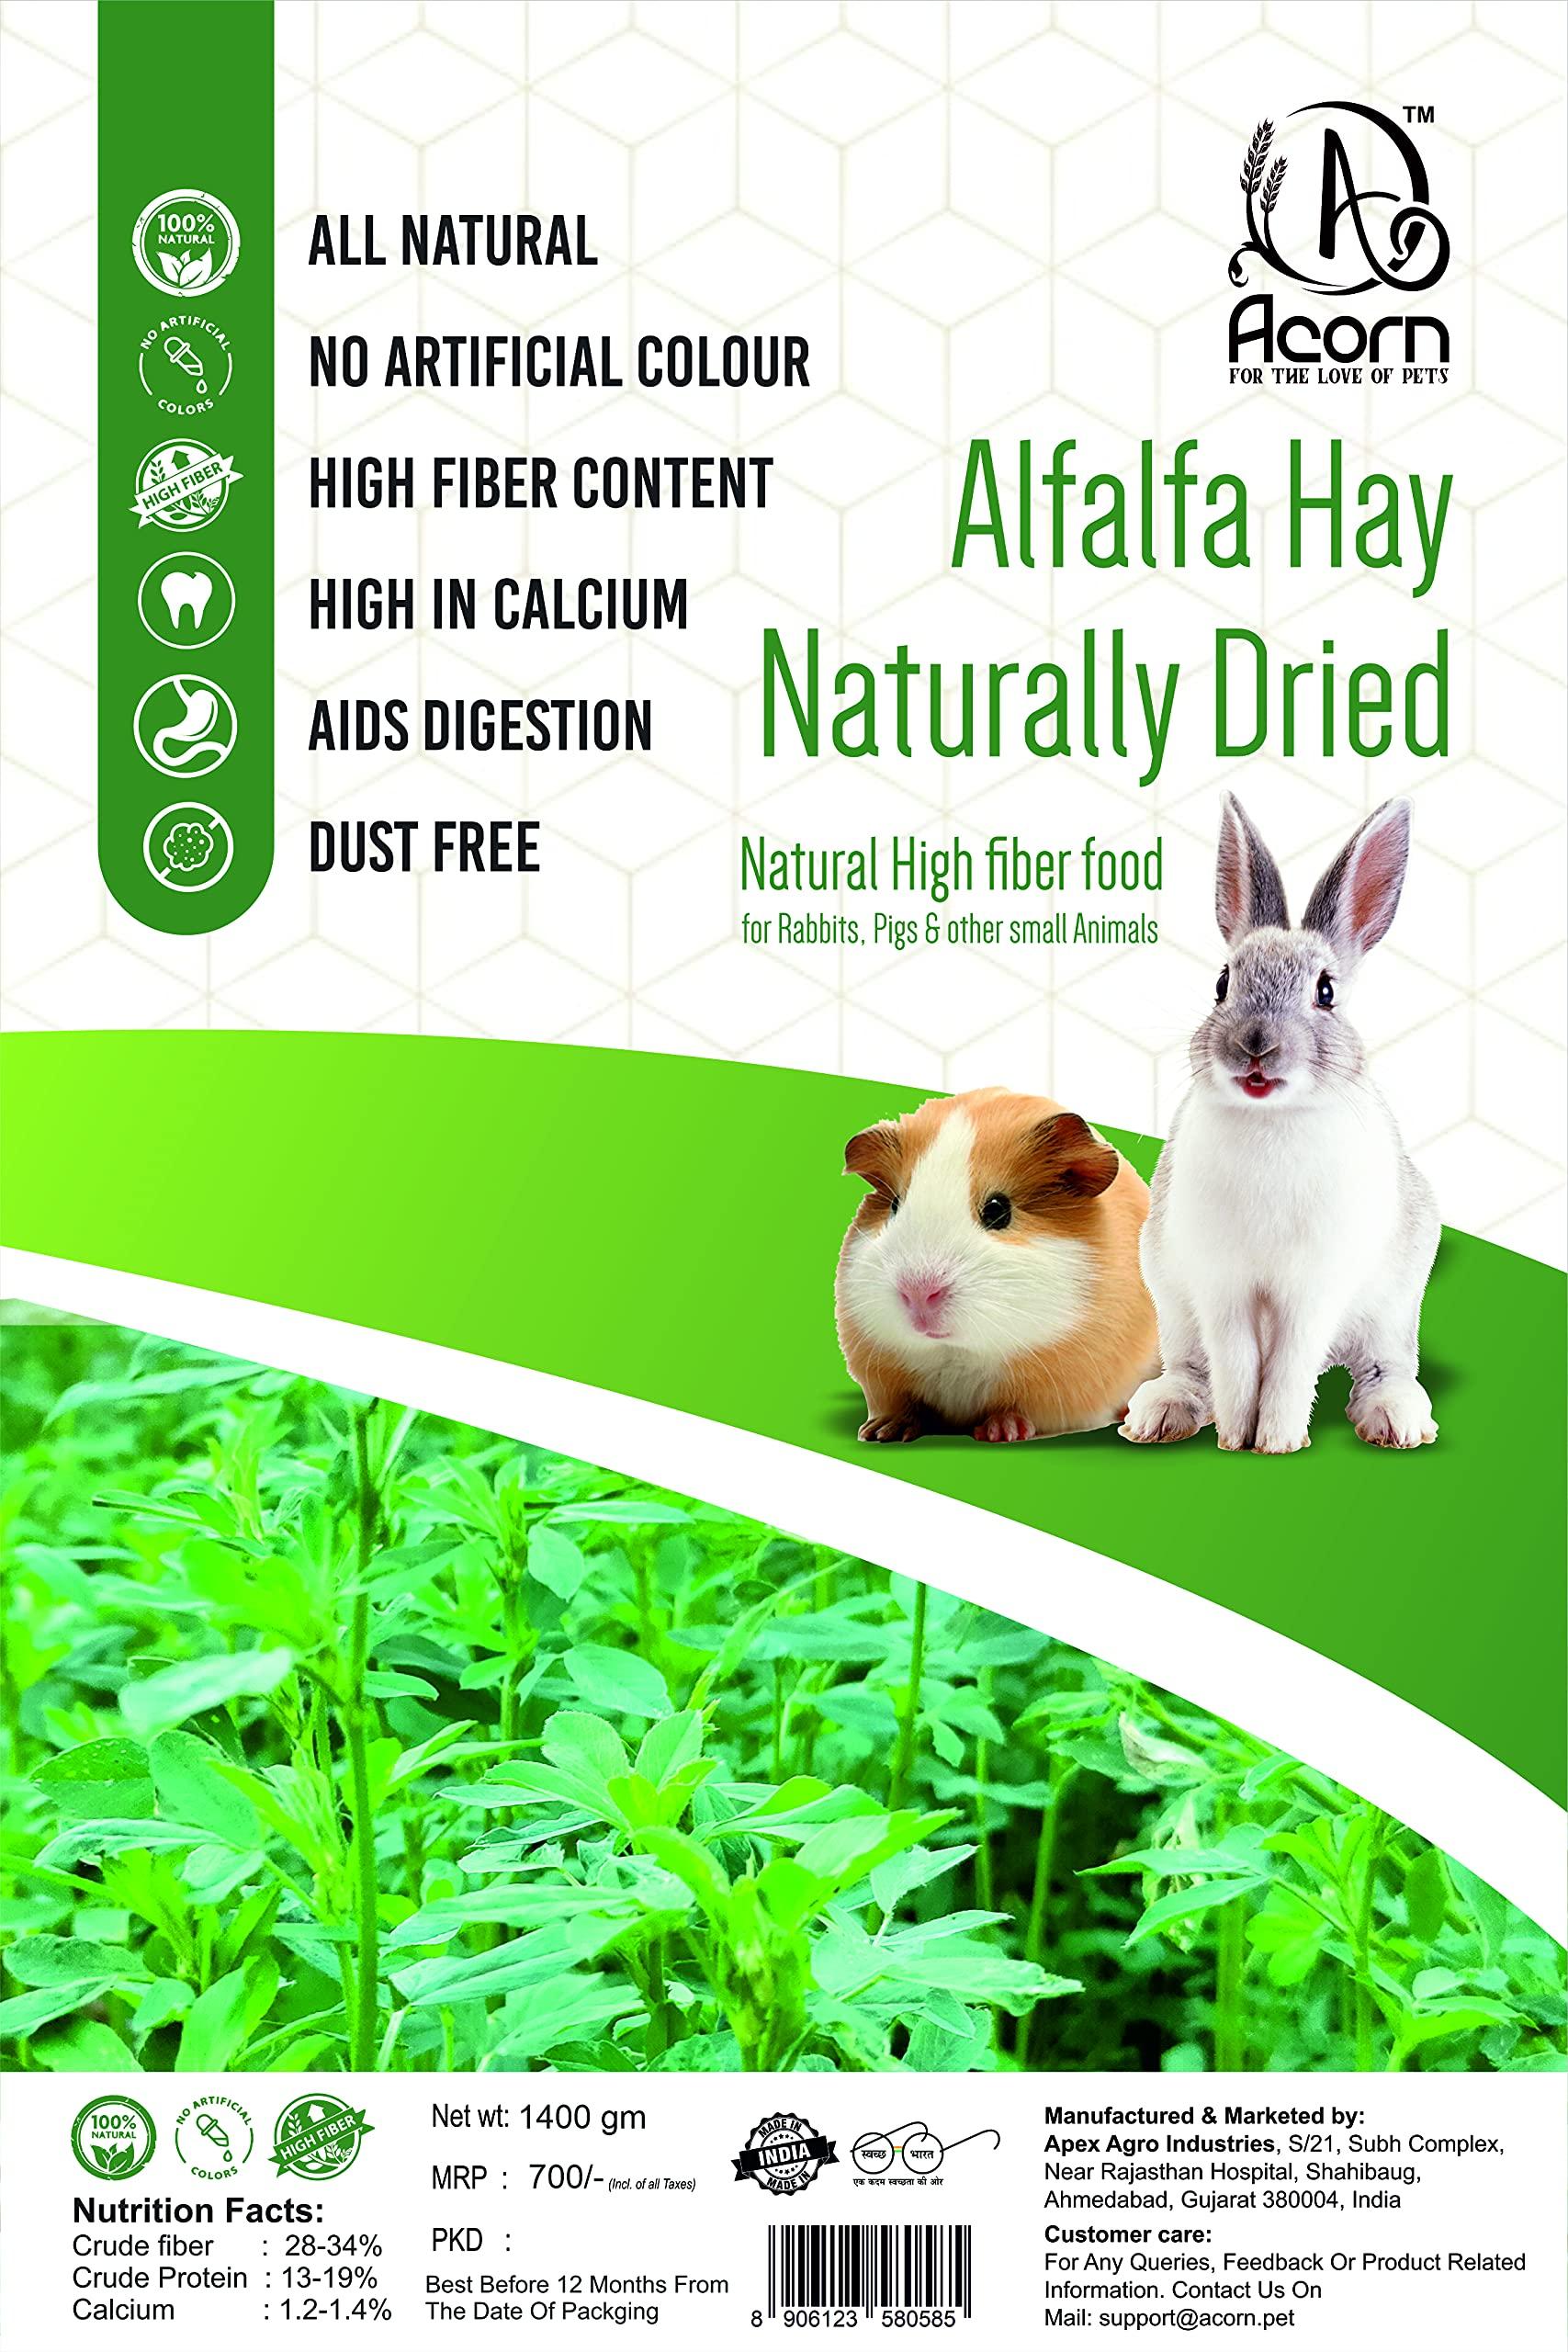 100%
NATURAL
ALL NATURAL
NO ARTIFICIAL
COLORS
NO ARTIFICIAL COLOUR
HIGH FIBER
HIGH FIBER CONTENT
HIGH IN CALCIUM
AIDS DIGESTION
DUST FREE
A
TM
Acorn
FOR THE LOVE OF PETS
Alfalfa Hay
Naturally Dried
Natural High fiber food
for Rabbits, Pigs & other small Animals
100%
NATURAL
NO ARTIFICIAL
COLORS
HIGH FIBER
Nutrition Facts:
Crude fiber : 28-34%
Crude Protein : 13-19%
Calcium : 1.2-1.4%
Net wt: 1400 gm
MRP : 700/- (Incl. of all Taxes)
PKD :
Best Before 12 Months From
The Date Of Packging
MADE IN
INDIA
MADE IN
स्वच्छ भारत
एक कदम स्वच्छता की ओर
8 906123 580585
Manufactured & Marketed by:
Apex Agro Industries, S/21, Subh Complex,
Near Rajasthan Hospital, Shahibaug,
Ahmedabad, Gujarat 380004, India
Customer care:
For Any Queries, Feedback Or Product Related
Information. Contact Us On
Mail: support@acorn.pet